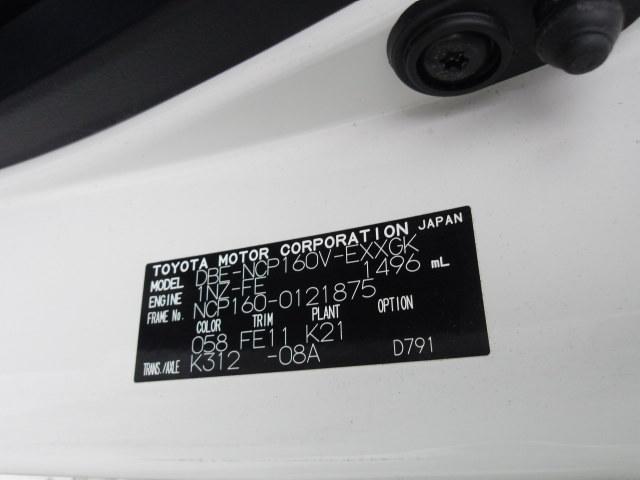 TOYOTA MOTOR CORPORATION JAPAN
MODEL DBE-NCP160V-EXXGK
ENGINE 1NZ-FE 1496 mL
FRAME No. NCP160-0121875
COLOR TRIM PLANT OPTION
058 FE11 K21
TRANS./AXLE K312 -08A D791